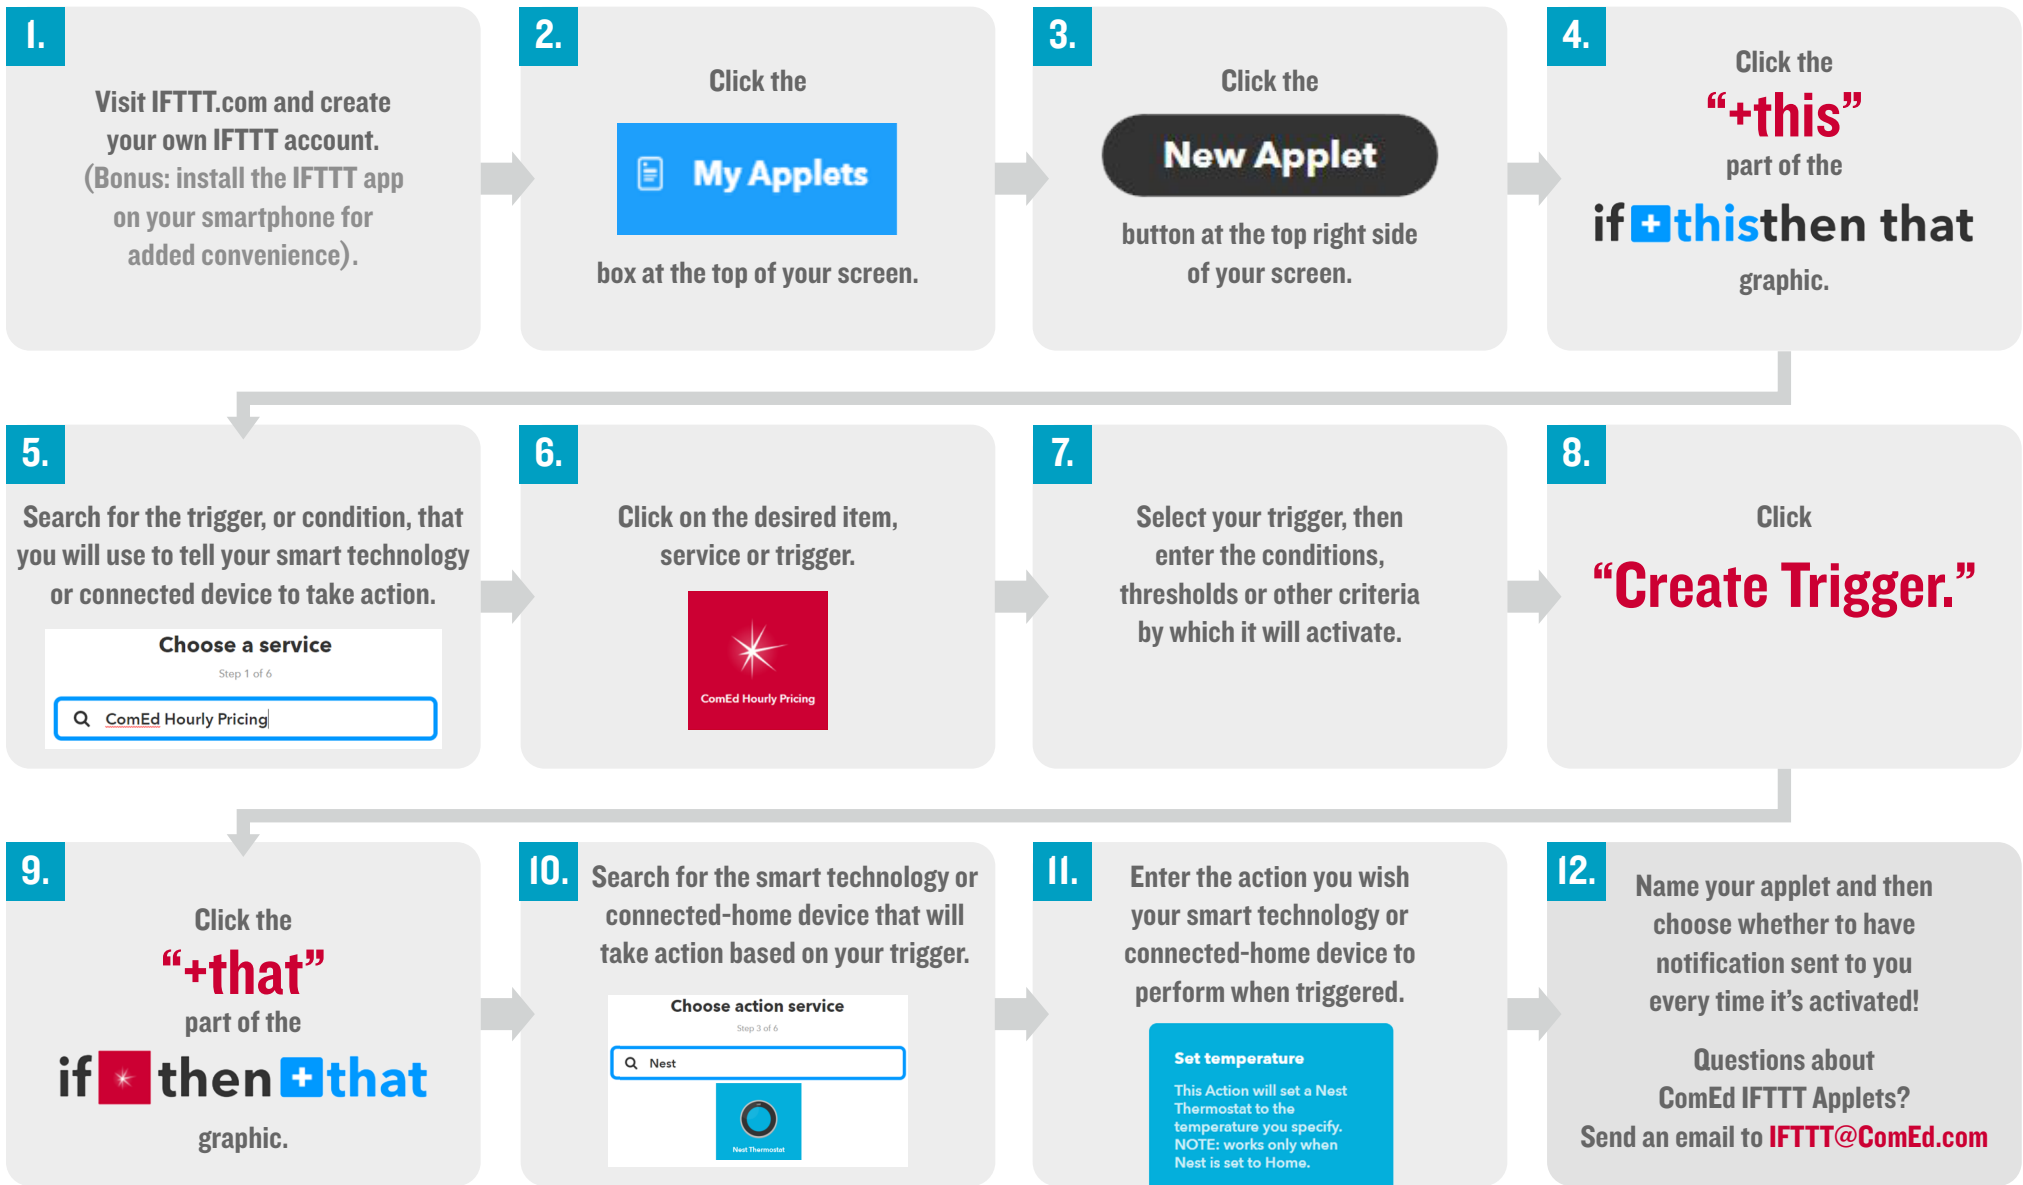 1.
Visit IFTTT.com and create
your own IFTTT account.
(Bonus: install the IFTTT app
on your smartphone for
added convenience).
2.
Click the
My Applets
box at the top of your screen.
3.
Click the
New Applet
button at the top right side
of your screen.
4.
Click the
“+this”
part of the
if+thisthen that
graphic.
5.
Search for the trigger, or condition, that
you will use to tell your smart technology
or connected device to take action.
Choose a service
Step 1 of 6
ComEd Hourly Pricing
6.
Click on the desired item,
service or trigger.
ComEd Hourly Pricing
7.
Select your trigger, then
enter the conditions,
thresholds or other criteria
by which it will activate.
8.
Click
“Create Trigger.”
9.
Click the
“+that”
part of the
if then +that
graphic.
10.
Search for the smart technology or
connected-home device that will
take action based on your trigger.
Choose action service
Step 3 of 6
Nest
Nest Thermostat
11.
Enter the action you wish
your smart technology or
connected-home device to
perform when triggered.
Set temperature
This Action will set a Nest
Thermostat to the
temperature you specify.
NOTE: works only when
Nest is set to Home.
12.
Name your applet and then
choose whether to have
notification sent to you
every time it’s activated!
Questions about
ComEd IFTTT Applets?
Send an email to IFTTT@ComEd.com